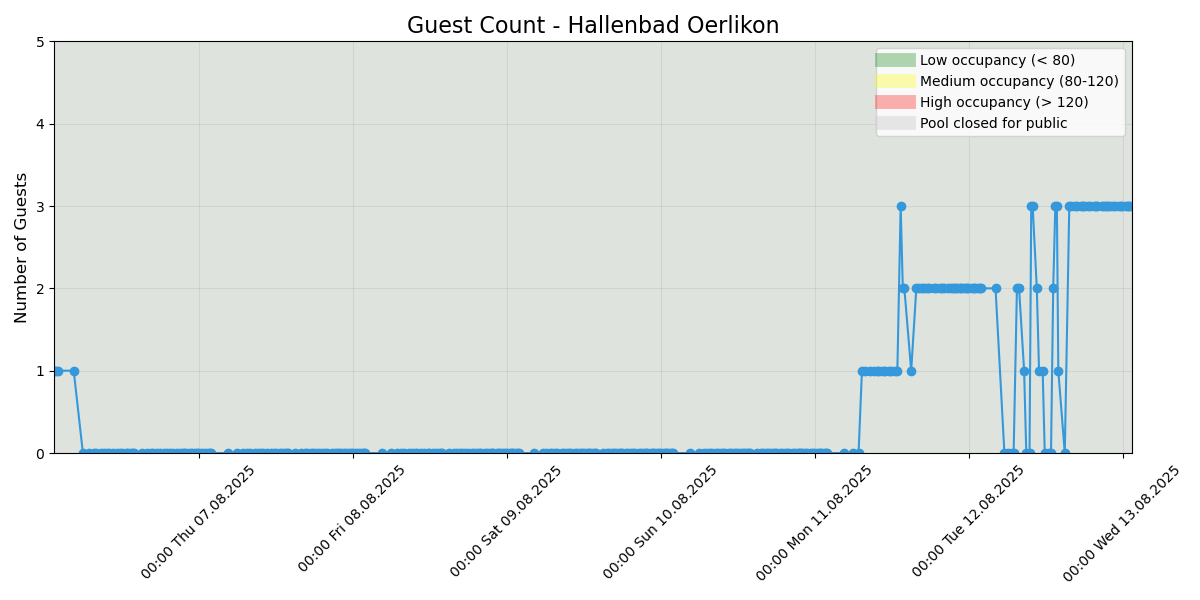 Guest Count - Hallenbad Oerlikon
Number of Guests
5
4
3
2
1
0
Low occupancy (< 80)
Medium occupancy (80-120)
High occupancy (> 120)
Pool closed for public
00:00 Thu 07.08.2025
00:00 Fri 08.08.2025
00:00 Sat 09.08.2025
00:00 Sun 10.08.2025
00:00 Mon 11.08.2025
00:00 Tue 12.08.2025
00:00 Wed 13.08.2025